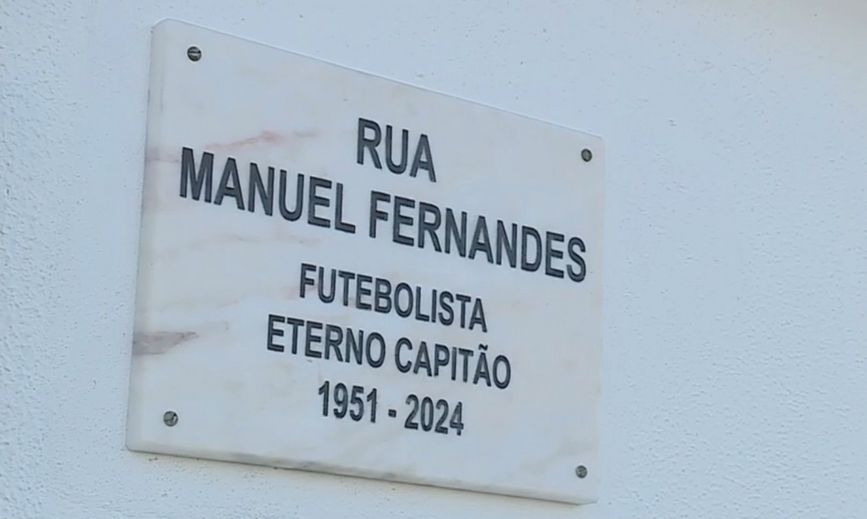 RUA
MANUEL FERNANDES
FUTEBOLISTA
ETERNO CAPITÃO
1951 - 2024